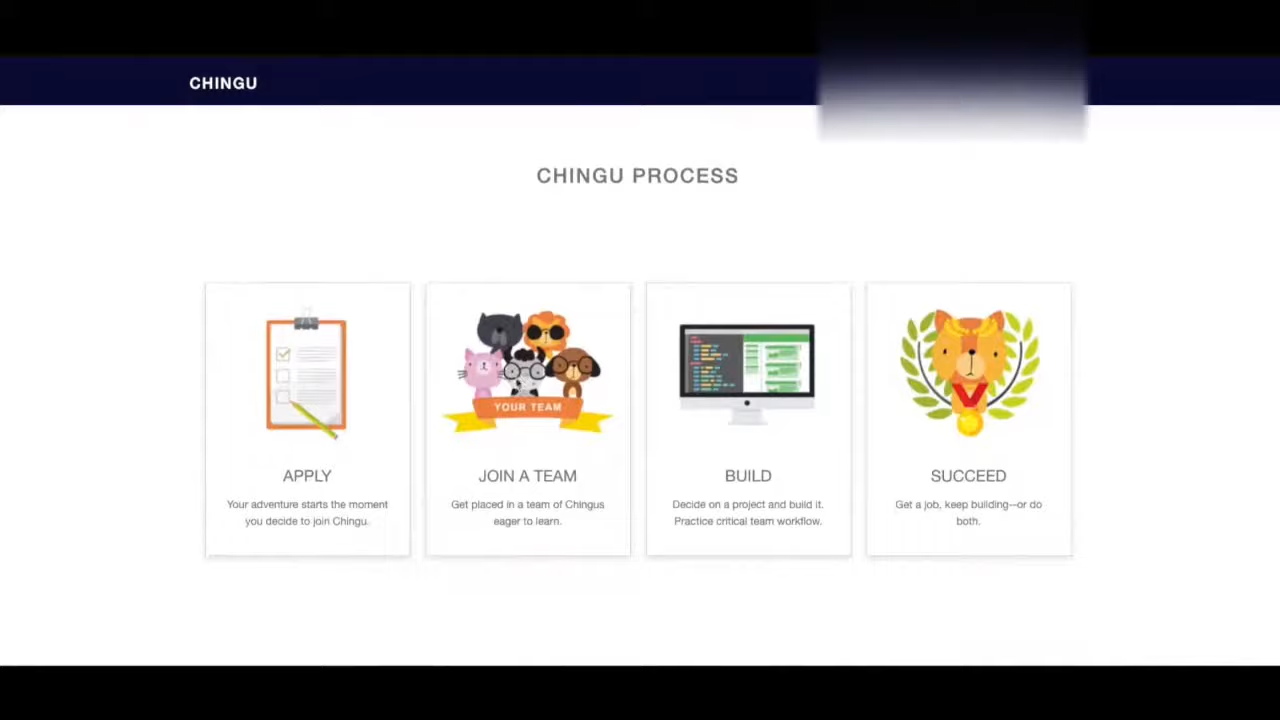 CHINGU
CHINGU PROCESS
YOUR TEAM
APPLY
Your adventure starts the moment
you decide to join Chingu.
JOIN A TEAM
Get placed in a team of Chingus
eager to learn.
BUILD
Decide on a project and build it.
Practice critical team workflow.
SUCCEED
Get a job, keep building--or do
both.